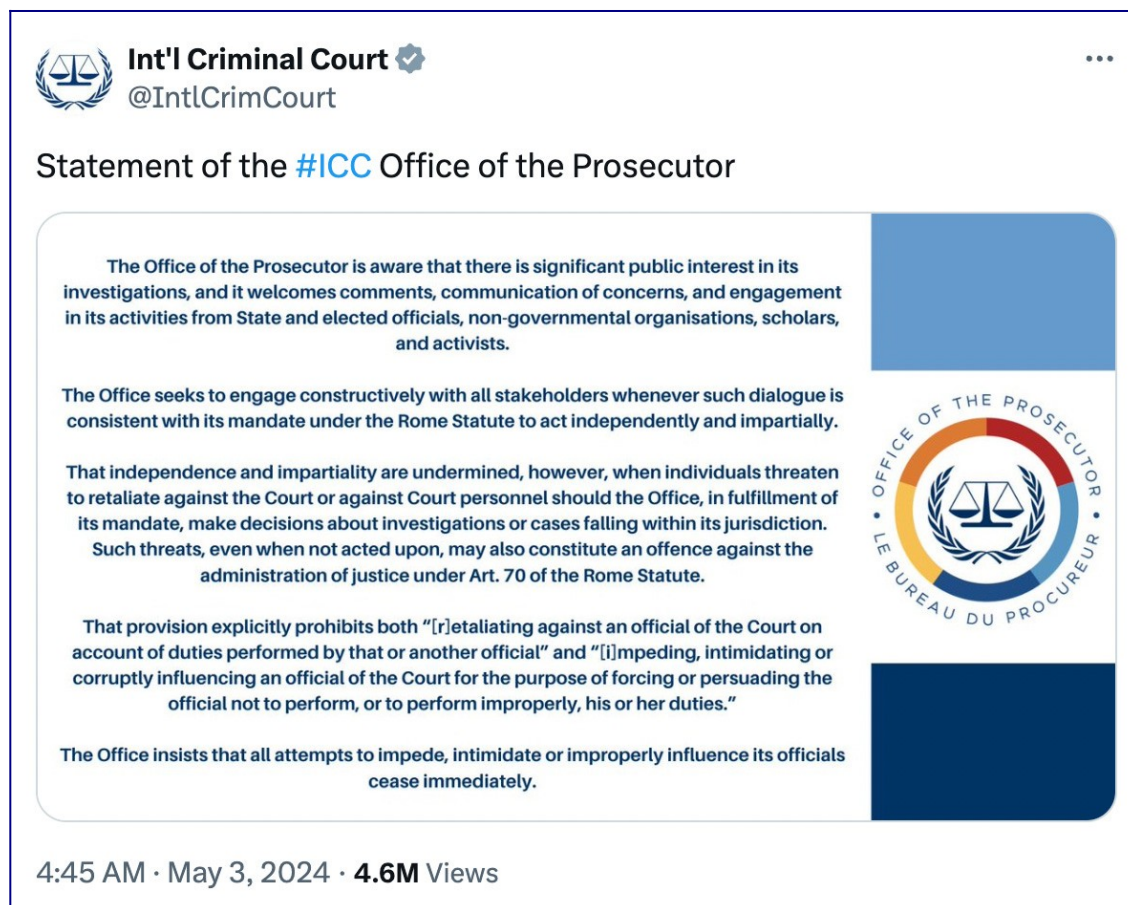 Int'l Criminal Court
@IntlCrimCourt
Statement of the #ICC Office of the Prosecutor
The Office of the Prosecutor is aware that there is significant public interest in its
investigations, and it welcomes comments, communication of concerns, and engagement
in its activities from State and elected officials, non-governmental organisations, scholars,
and activists.
The Office seeks to engage constructively with all stakeholders whenever such dialogue is
consistent with its mandate under the Rome Statute to act independently and impartially.
That independence and impartiality are undermined, however, when individuals threaten
to retaliate against the Court or against Court personnel should the Office, in fulfillment of
its mandate, make decisions about investigations or cases falling within its jurisdiction.
Such threats, even when not acted upon, may also constitute an offence against the
administration of justice under Art. 70 of the Rome Statute.
That provision explicitly prohibits both “[r]etaliating against an official of the Court on
account of duties performed by that or another official” and “[i]mpeding, intimidating or
corruptly influencing an official of the Court for the purpose of forcing or persuading the
official not to perform, or to perform improperly, his or her duties.”
The Office insists that all attempts to impede, intimidate or improperly influence its officials
cease immediately.
OFFICE OF THE PROSECUTOR
LE BUREAU DU PROCUREUR
4:45 AM · May 3, 2024 · 4.6M Views